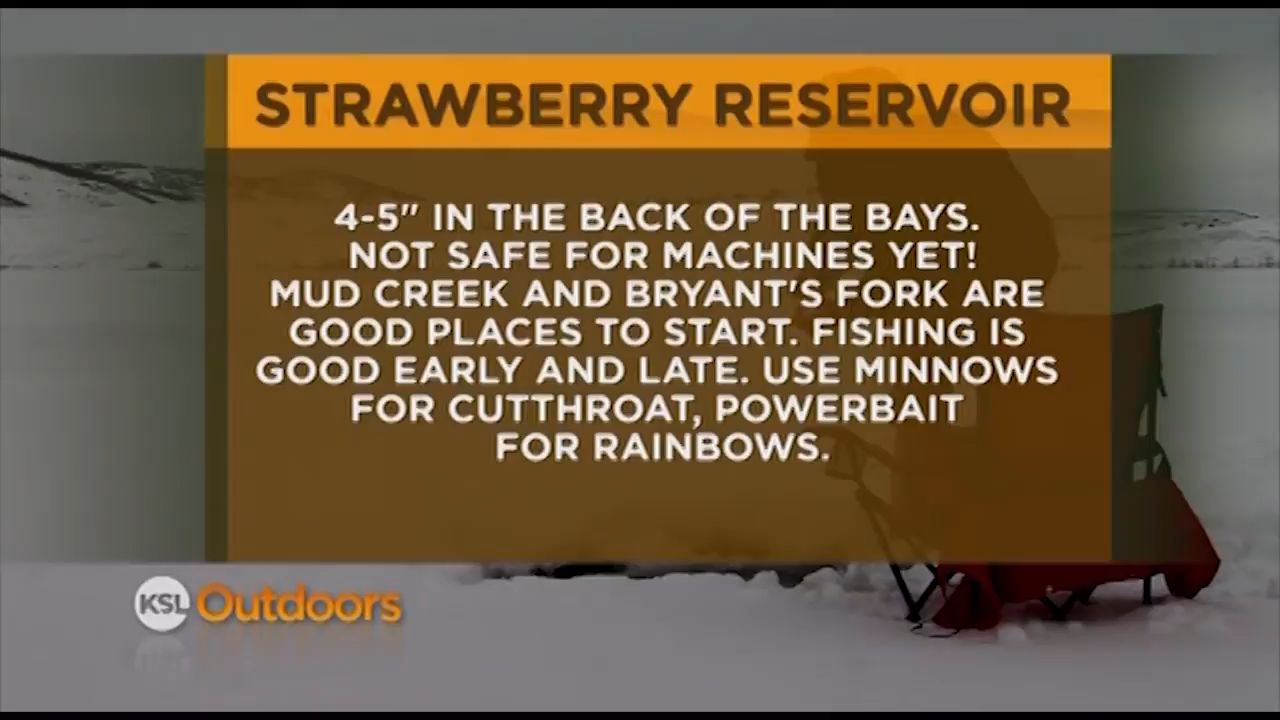 STRAWBERRY RESERVOIR
4-5" IN THE BACK OF THE BAYS.
NOT SAFE FOR MACHINES YET!
MUD CREEK AND BRYANT'S FORK ARE
GOOD PLACES TO START. FISHING IS
GOOD EARLY AND LATE. USE MINNOWS
FOR CUTTHROAT, POWERBAIT
FOR RAINBOWS.
KSL Outdoors